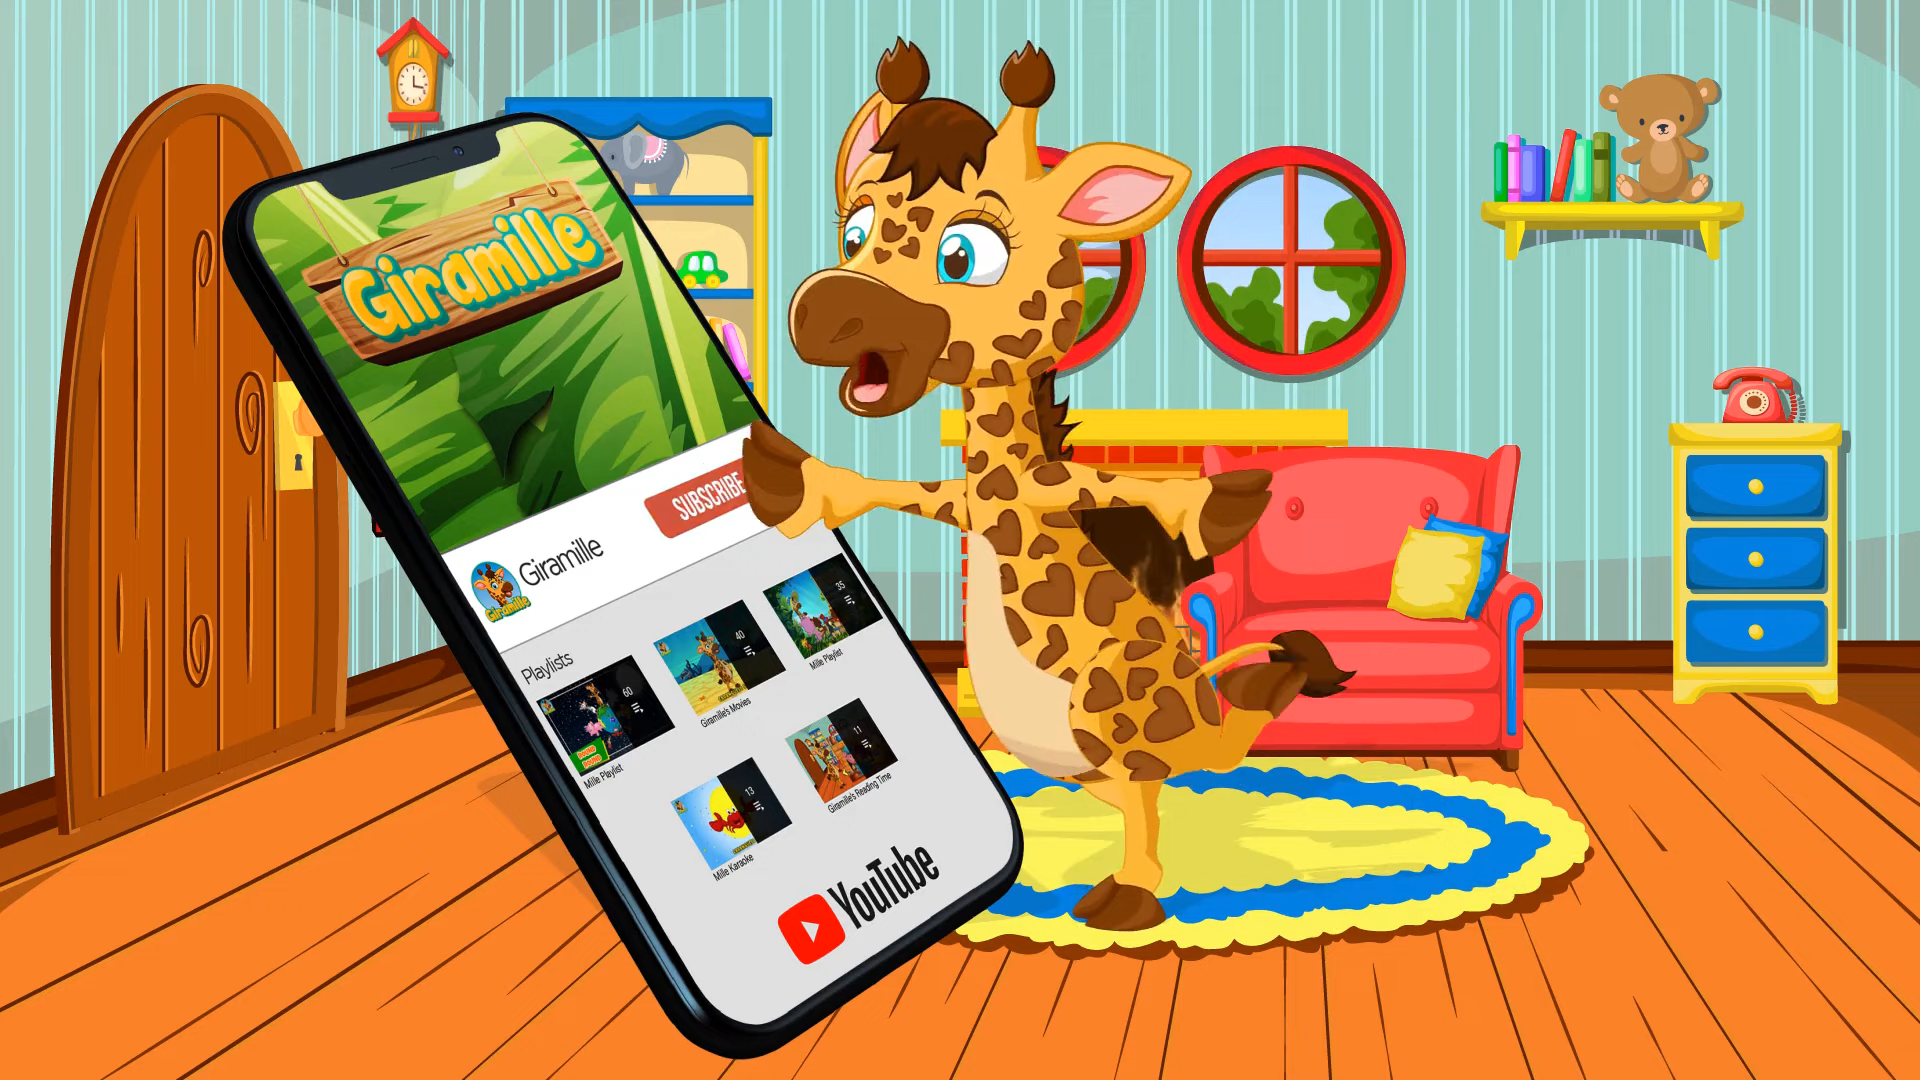 Giramille
SUBSCRIBE
Giramille
Giramille
Playlists
60
40
35
Mille Playlist
Giramille's Movies
Mille Playlist
13
11
Mille Karaoke
Giramille's Reading Time
YouTube